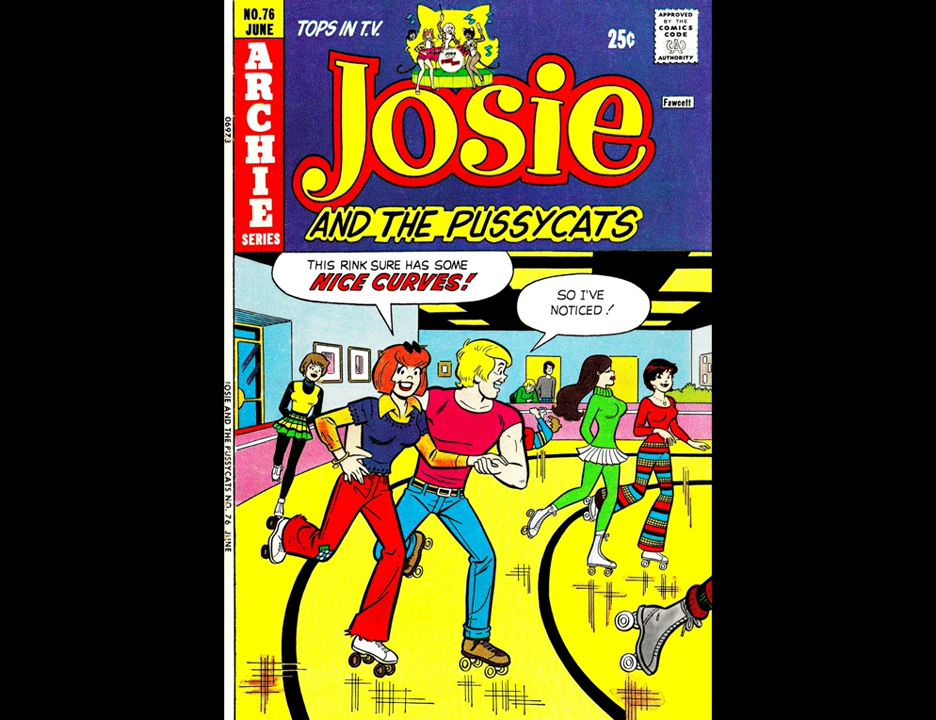 NO.76
JUNE
TOPS IN T.V.
25¢
APPROVED
BY THE
COMICS
CODE
AUTHORITY
ARCHIE
SERIES
JOSIE
Fawcett
AND THE PUSSYCATS
06973
THIS RINK SURE HAS SOME
NICE CURVES!
SO I'VE
NOTICED!
JOSIE AND THE PUSSYCATS NO. 76 JUNE